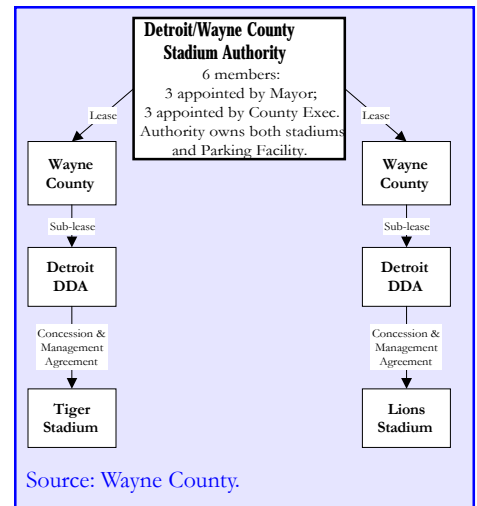 Detroit/Wayne County
Stadium Authority
6 members:
3 appointed by Mayor;
3 appointed by County Exec.
Authority owns both stadiums
and Parking Facility.
Lease
Lease
Wayne
County
Wayne
County
Sub-lease
Sub-lease
Detroit
DDA
Detroit
DDA
Concession &
Management
Agreement
Concession &
Management
Agreement
Tiger
Stadium
Lions
Stadium
Source: Wayne County.